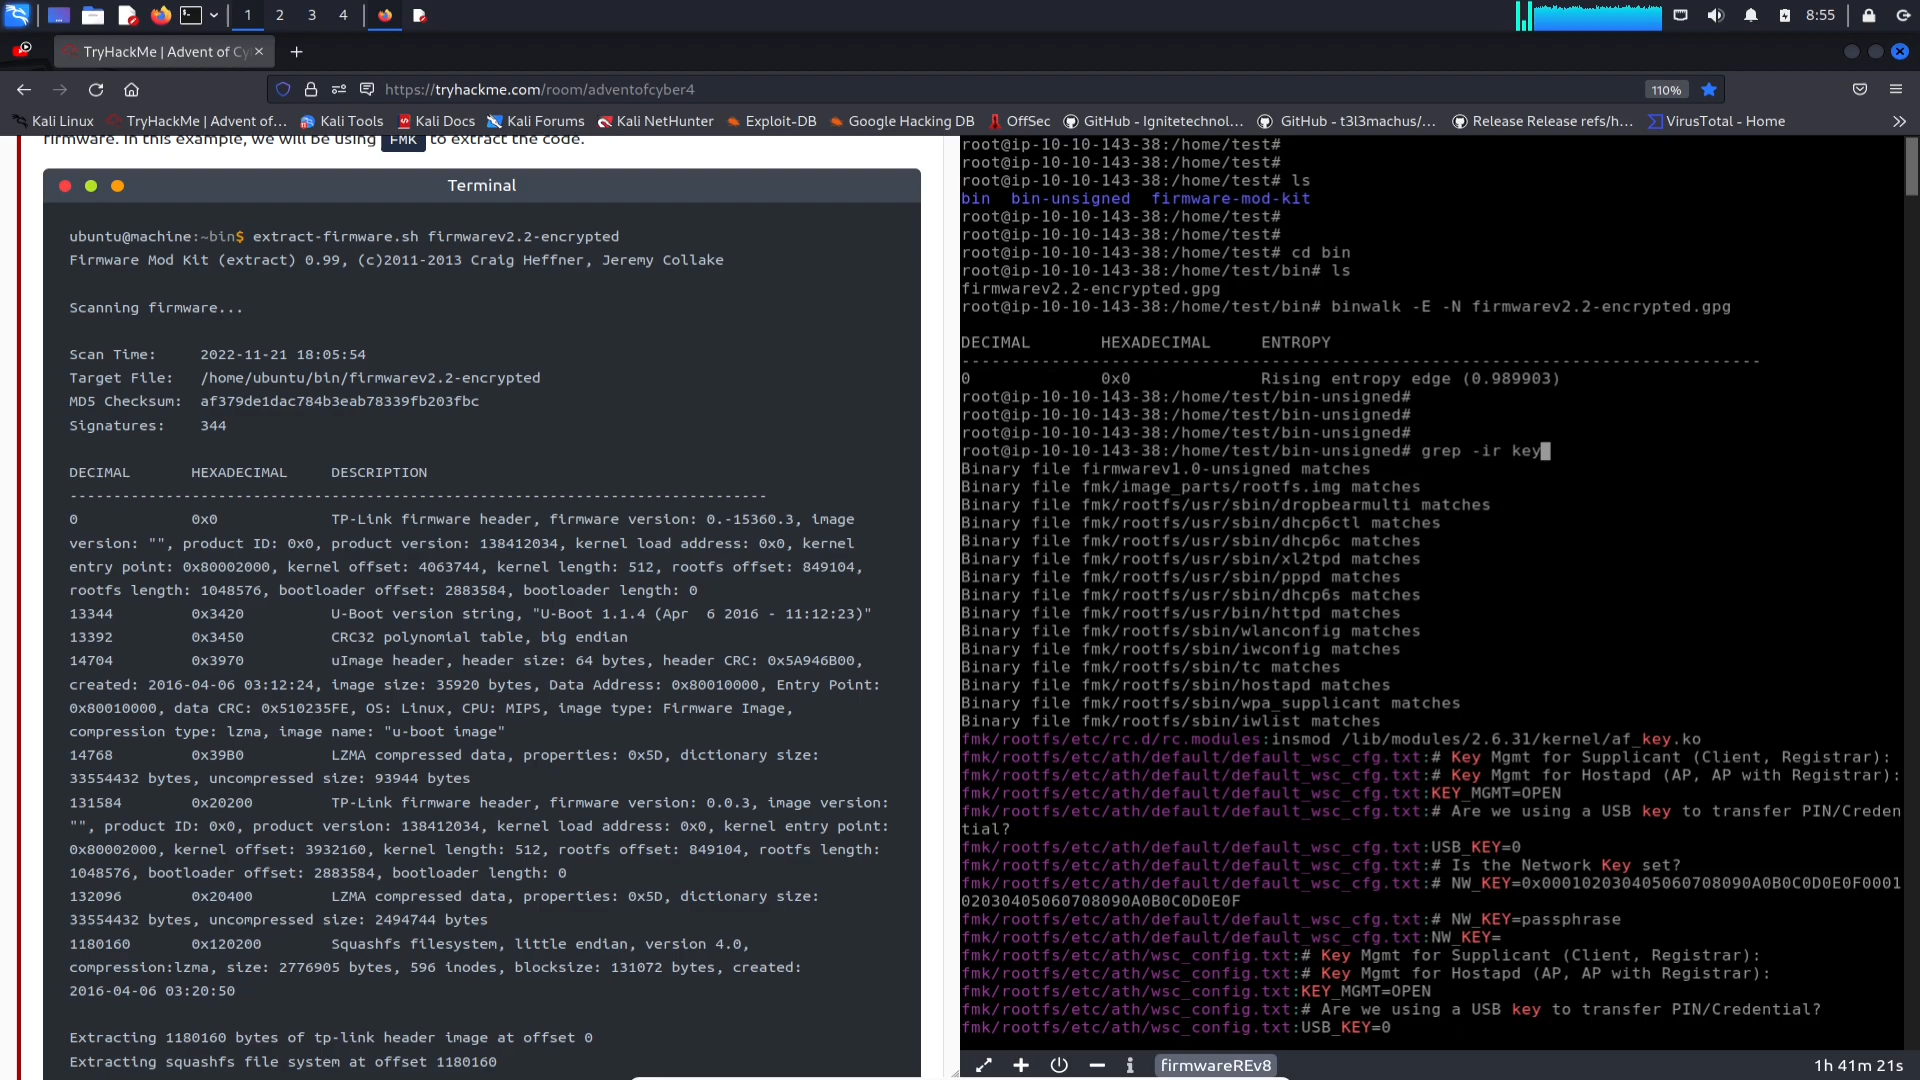 1
2
3
4
8:55
TryHackMe | Advent of Cy
https://tryhackme.com/room/adventofcyber4
110%
Kali Linux
TryHackMe | Advent of…
Kali Tools
Kali Docs
Kali Forums
Kali NetHunter
Exploit-DB
Google Hacking DB
OffSec
GitHub - Ignitetechnol…
GitHub - t3l3machus/…
Release Release refs/h…
VirusTotal - Home
firmware. In this example, we will be using FMK to extract the code.
Terminal
ubuntu@machine:~bin$ extract-firmware.sh firmwarev2.2-encrypted
Firmware Mod Kit (extract) 0.99, (c)2011-2013 Craig Heffner, Jeremy Collake
Scanning firmware...
Scan Time:     2022-11-21 18:05:54
Target File:   /home/ubuntu/bin/firmwarev2.2-encrypted
MD5 Checksum:  af379de1dac784b3eab78339fb203fbc
Signatures:    344
DECIMAL       HEXADECIMAL     DESCRIPTION
--------------------------------------------------------------------------------
0             0x0             TP-Link firmware header, firmware version: 0.-15360.3, image
version: "", product ID: 0x0, product version: 138412034, kernel load address: 0x0, kernel
entry point: 0x80002000, kernel offset: 4063744, kernel length: 512, rootfs offset: 849104,
rootfs length: 1048576, bootloader offset: 2883584, bootloader length: 0
13344         0x3420          U-Boot version string, "U-Boot 1.1.4 (Apr  6 2016 - 11:12:23)"
13392         0x3450          CRC32 polynomial table, big endian
14704         0x3970          uImage header, header size: 64 bytes, header CRC: 0x5A946B00,
created: 2016-04-06 03:12:24, image size: 35920 bytes, Data Address: 0x80010000, Entry Point:
0x80010000, data CRC: 0x510235FE, OS: Linux, CPU: MIPS, image type: Firmware Image,
compression type: lzma, image name: "u-boot image"
14768         0x39B0          LZMA compressed data, properties: 0x5D, dictionary size:
33554432 bytes, uncompressed size: 93944 bytes
131584        0x20200         TP-Link firmware header, firmware version: 0.0.3, image version:
"", product ID: 0x0, product version: 138412034, kernel load address: 0x0, kernel entry point:
0x80002000, kernel offset: 3932160, kernel length: 512, rootfs offset: 849104, rootfs length:
1048576, bootloader offset: 2883584, bootloader length: 0
132096        0x20400         LZMA compressed data, properties: 0x5D, dictionary size:
33554432 bytes, uncompressed size: 2494744 bytes
1180160       0x120200        Squashfs filesystem, little endian, version 4.0,
compression:lzma, size: 2776905 bytes, 596 inodes, blocksize: 131072 bytes, created:
2016-04-06 03:20:50
Extracting 1180160 bytes of tp-link header image at offset 0
Extracting squashfs file system at offset 1180160
root@ip-10-10-143-38:/home/test#
root@ip-10-10-143-38:/home/test#
root@ip-10-10-143-38:/home/test# ls
bin  bin-unsigned  firmware-mod-kit
root@ip-10-10-143-38:/home/test#
root@ip-10-10-143-38:/home/test#
root@ip-10-10-143-38:/home/test# cd bin
root@ip-10-10-143-38:/home/test/bin# ls
firmwarev2.2-encrypted.gpg
root@ip-10-10-143-38:/home/test/bin# binwalk -E -N firmwarev2.2-encrypted.gpg
DECIMAL       HEXADECIMAL     ENTROPY
--------------------------------------------------------------------------------
0             0x0             Rising entropy edge (0.989903)
root@ip-10-10-143-38:/home/test/bin-unsigned#
root@ip-10-10-143-38:/home/test/bin-unsigned#
root@ip-10-10-143-38:/home/test/bin-unsigned#
root@ip-10-10-143-38:/home/test/bin-unsigned# grep -ir key
Binary file firmwarev1.0-unsigned matches
Binary file fmk/image_parts/rootfs.img matches
Binary file fmk/rootfs/usr/sbin/dropbearmulti matches
Binary file fmk/rootfs/usr/sbin/dhcp6ctl matches
Binary file fmk/rootfs/usr/sbin/dhcp6c matches
Binary file fmk/rootfs/usr/sbin/xl2tpd matches
Binary file fmk/rootfs/usr/sbin/pppd matches
Binary file fmk/rootfs/usr/sbin/dhcp6s matches
Binary file fmk/rootfs/usr/bin/httpd matches
Binary file fmk/rootfs/sbin/wlanconfig matches
Binary file fmk/rootfs/sbin/iwconfig matches
Binary file fmk/rootfs/sbin/tc matches
Binary file fmk/rootfs/sbin/hostapd matches
Binary file fmk/rootfs/sbin/wpa_supplicant matches
Binary file fmk/rootfs/sbin/iwlist matches
fmk/rootfs/etc/rc.d/rc.modules:insmod /lib/modules/2.6.31/kernel/af_key.ko
fmk/rootfs/etc/ath/default/default_wsc_cfg.txt:# Key Mgmt for Supplicant (Client, Registrar):
fmk/rootfs/etc/ath/default/default_wsc_cfg.txt:# Key Mgmt for Hostapd (AP, AP with Registrar):
fmk/rootfs/etc/ath/default/default_wsc_cfg.txt:KEY_MGMT=OPEN
fmk/rootfs/etc/ath/default/default_wsc_cfg.txt:# Are we using a USB key to transfer PIN/Creden
tial?
fmk/rootfs/etc/ath/default/default_wsc_cfg.txt:USB_KEY=0
fmk/rootfs/etc/ath/default/default_wsc_cfg.txt:# Is the Network Key set?
fmk/rootfs/etc/ath/default/default_wsc_cfg.txt:# NW_KEY=0x000102030405060708090A0B0C0D0E0F0001
02030405060708090A0B0C0D0E0F
fmk/rootfs/etc/ath/default/default_wsc_cfg.txt:# NW_KEY=passphrase
fmk/rootfs/etc/ath/default/default_wsc_cfg.txt:NW_KEY=
fmk/rootfs/etc/ath/wsc_config.txt:# Key Mgmt for Supplicant (Client, Registrar):
fmk/rootfs/etc/ath/wsc_config.txt:# Key Mgmt for Hostapd (AP, AP with Registrar):
fmk/rootfs/etc/ath/wsc_config.txt:KEY_MGMT=OPEN
fmk/rootfs/etc/ath/wsc_config.txt:# Are we using a USB key to transfer PIN/Credential?
fmk/rootfs/etc/ath/wsc_config.txt:USB_KEY=0
firmwareREv8
1h 41m 21s